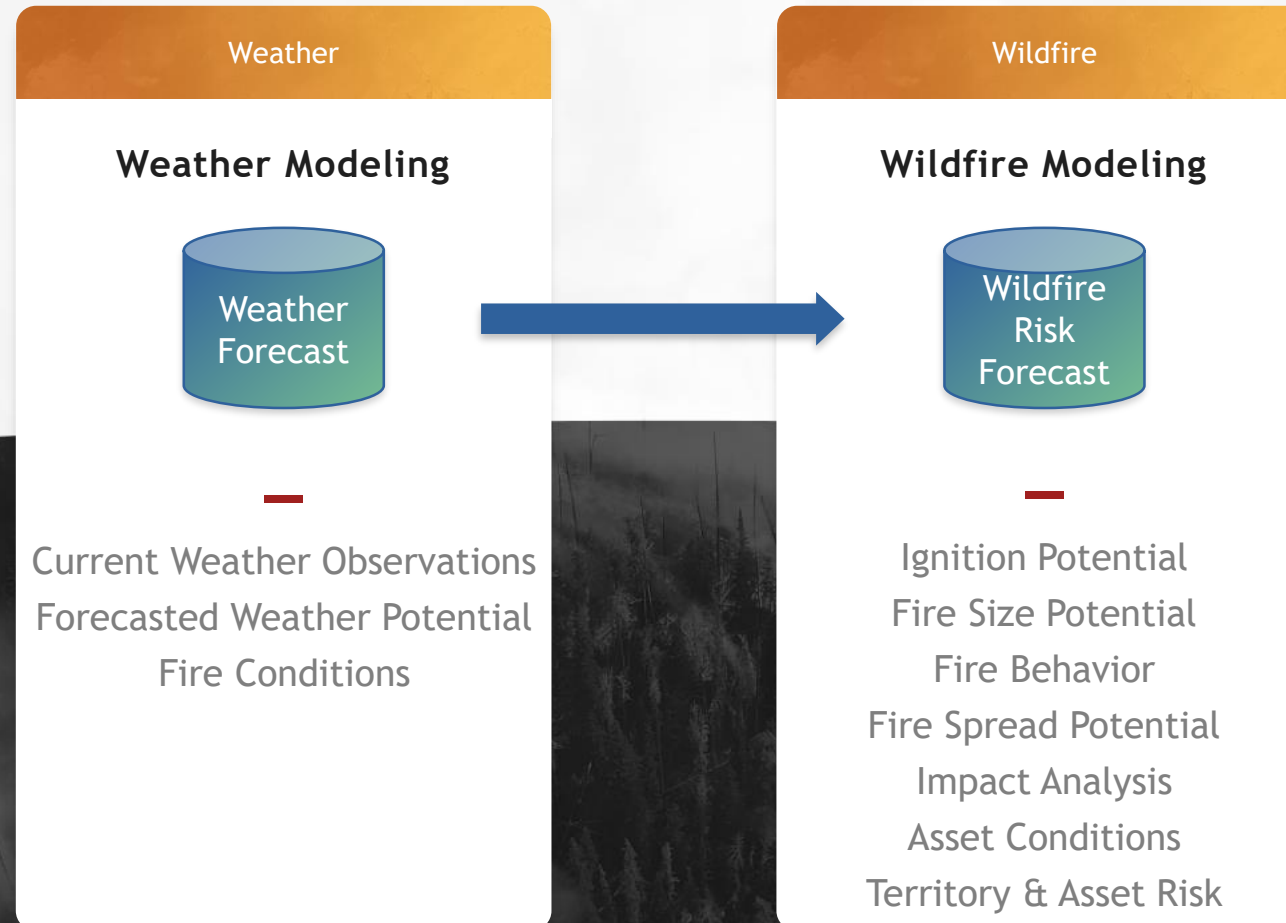 Weather
Weather Modeling
Weather
Forecast
Current Weather Observations
Forecasted Weather Potential
Fire Conditions
Wildfire
Wildfire Modeling
Wildfire
Risk
Forecast
Ignition Potential
Fire Size Potential
Fire Behavior
Fire Spread Potential
Impact Analysis
Asset Conditions
Territory & Asset Risk